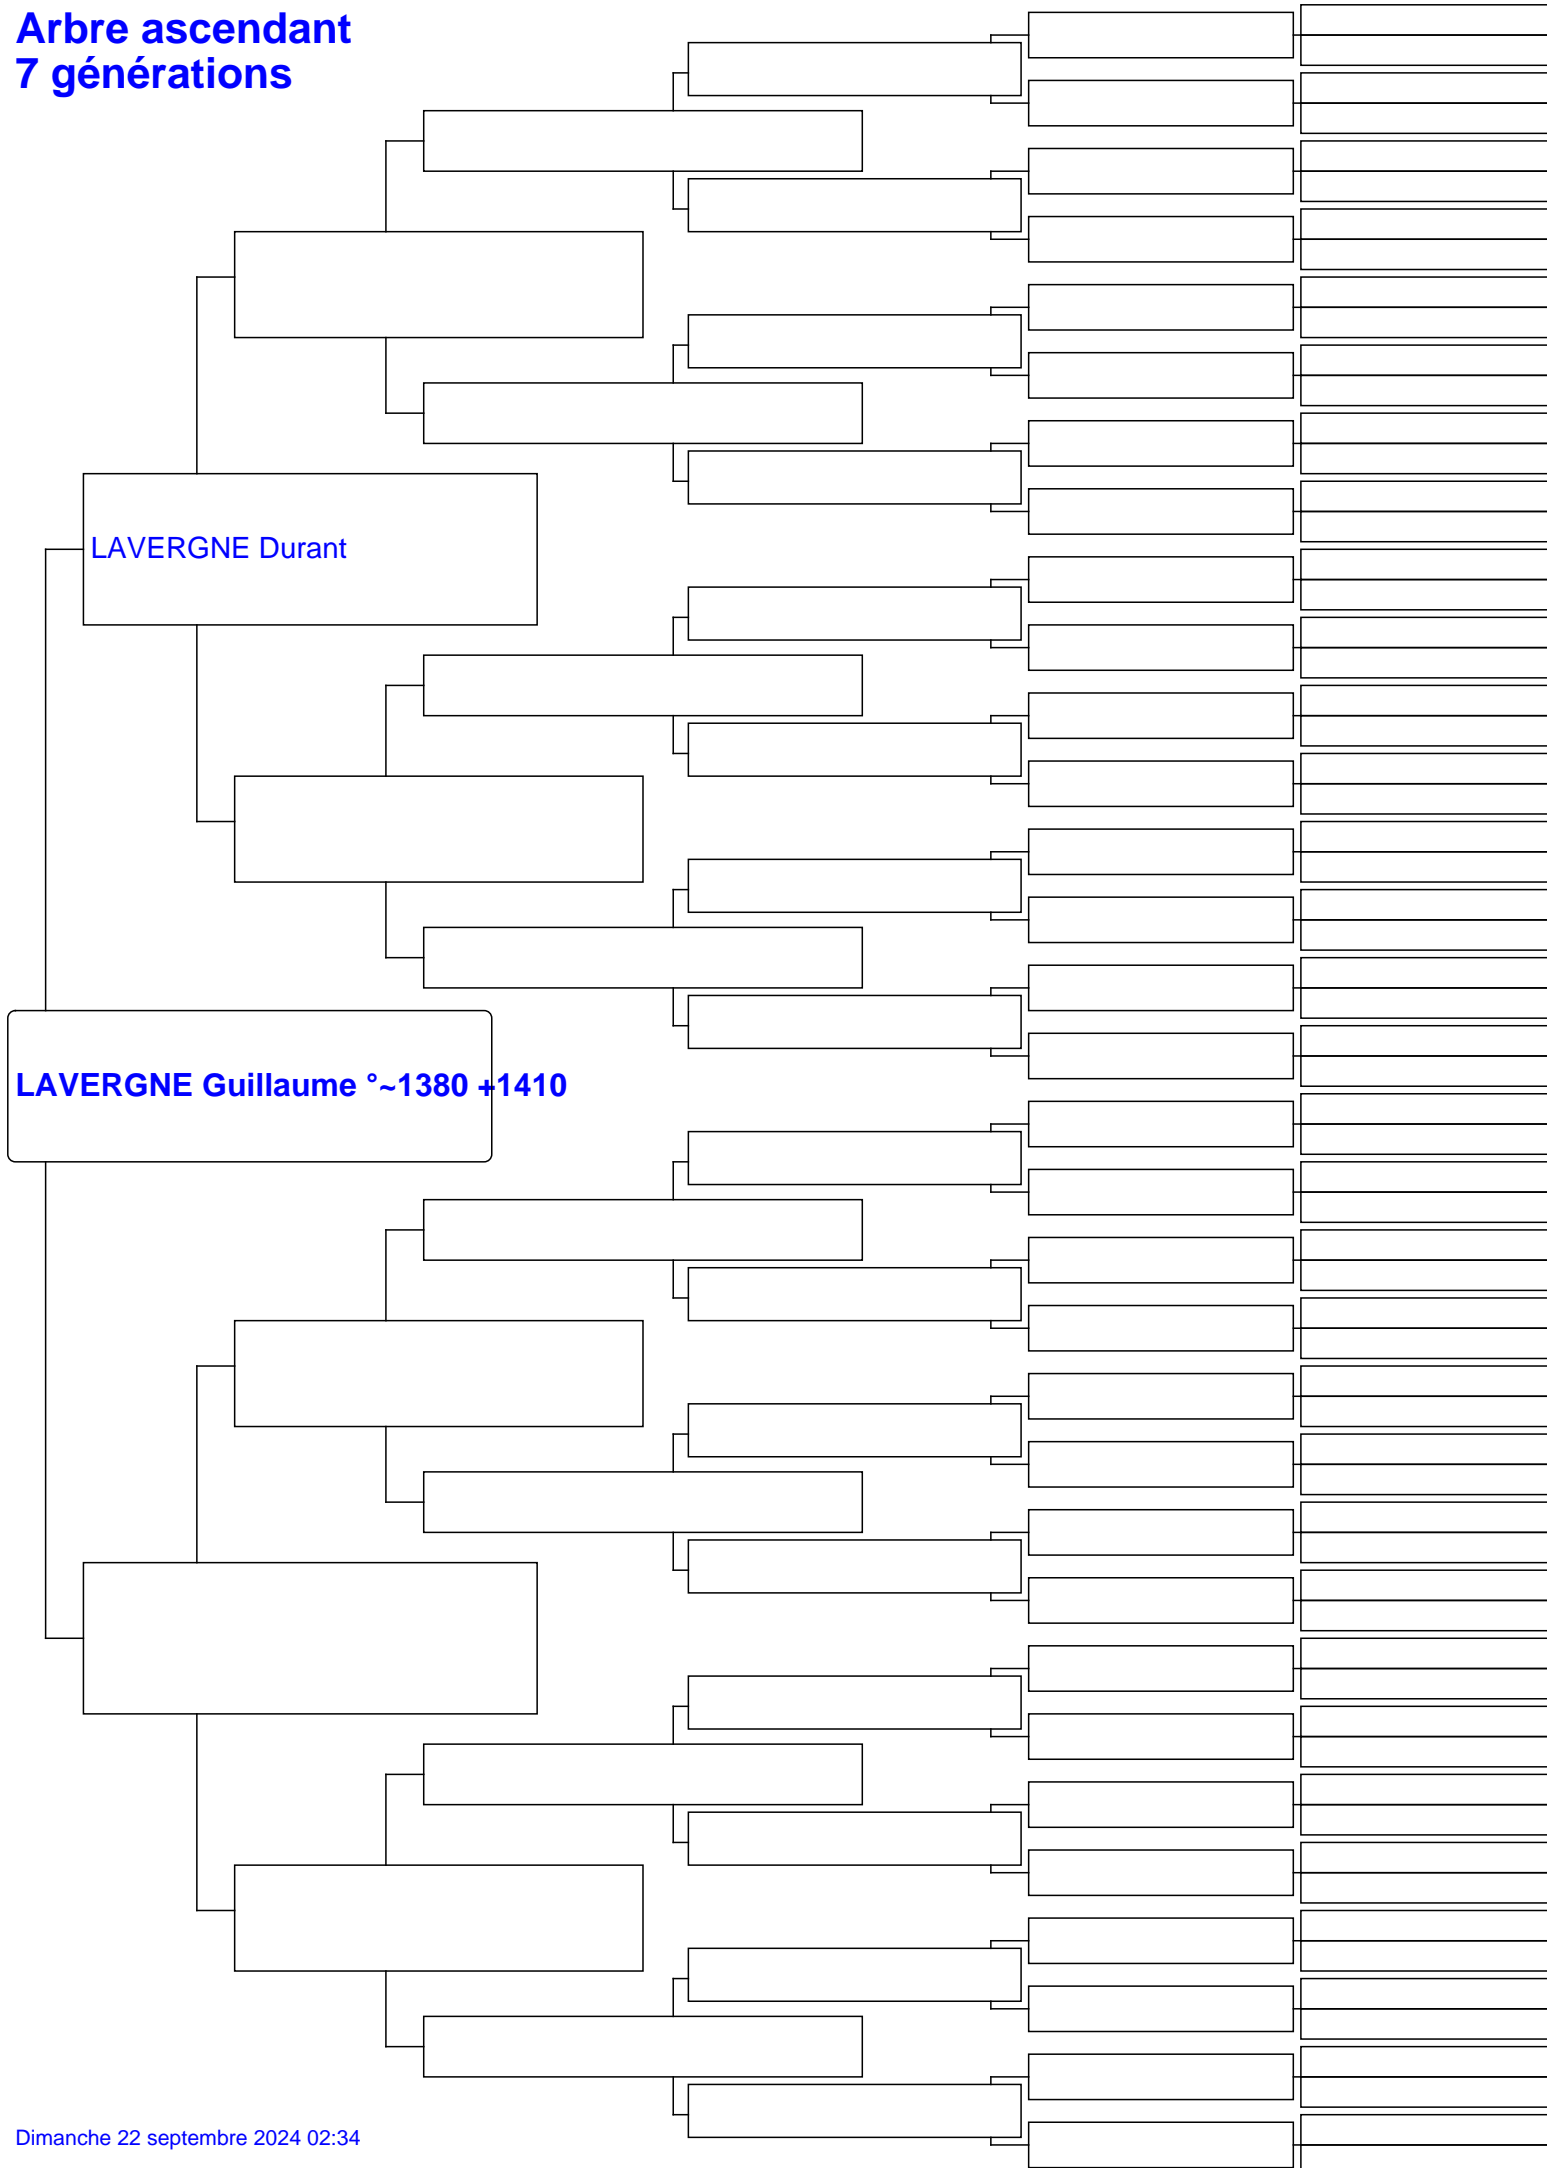 Arbre ascendant
7 générations
LAVERGNE Durant
LAVERGNE Guillaume °~1380 +1410
Dimanche 22 septembre 2024 02:34